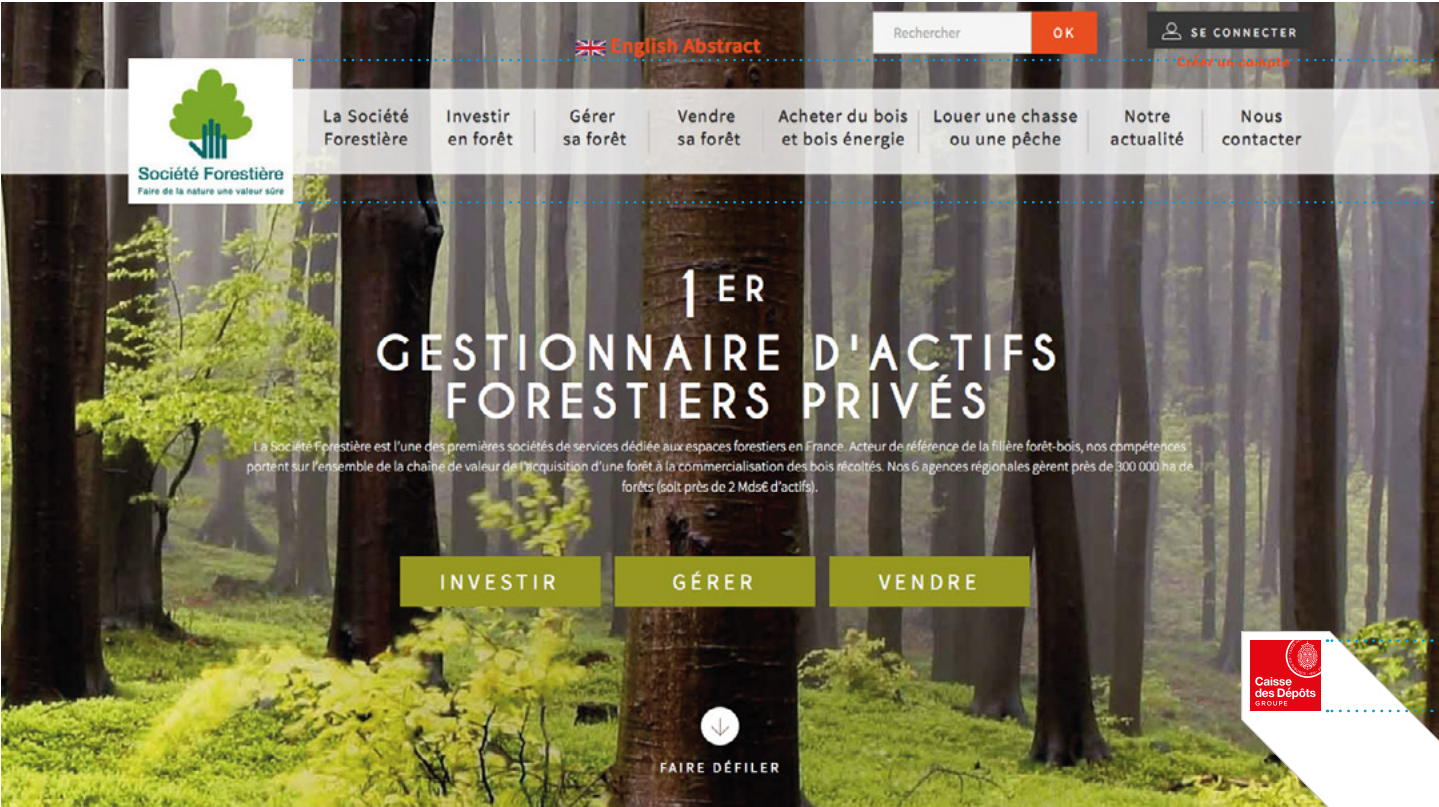 English Abstract
Rechercher
OK
SE CONNECTER
Créer un compte
Société Forestière
Faire de la nature une valeur sûre
La Société
Forestière
Investir
en forêt
Gérer
sa forêt
Vendre
sa forêt
Acheter du bois
et bois énergie
Louer une chasse
ou une pêche
Notre
actualité
Nous
contacter
1ER
GESTIONNAIRE D'ACTIFS
FORESTIERS PRIVÉS
La Société Forestière est l'une des premières sociétés de services dédiée aux espaces forestiers en France. Acteur de référence de la filière forêt-bois, nos compétences
portent sur l'ensemble de la chaîne de valeur de l'acquisition d'une forêt à la commercialisation des bois récoltés. Nos 6 agences régionales gèrent près de 300 000 ha de
forêts (soit près de 2 Mds€ d'actifs).
INVESTIR
GÉRER
VENDRE
Caisse
des Dépôts
GROUPE
FAIRE DÉFILER